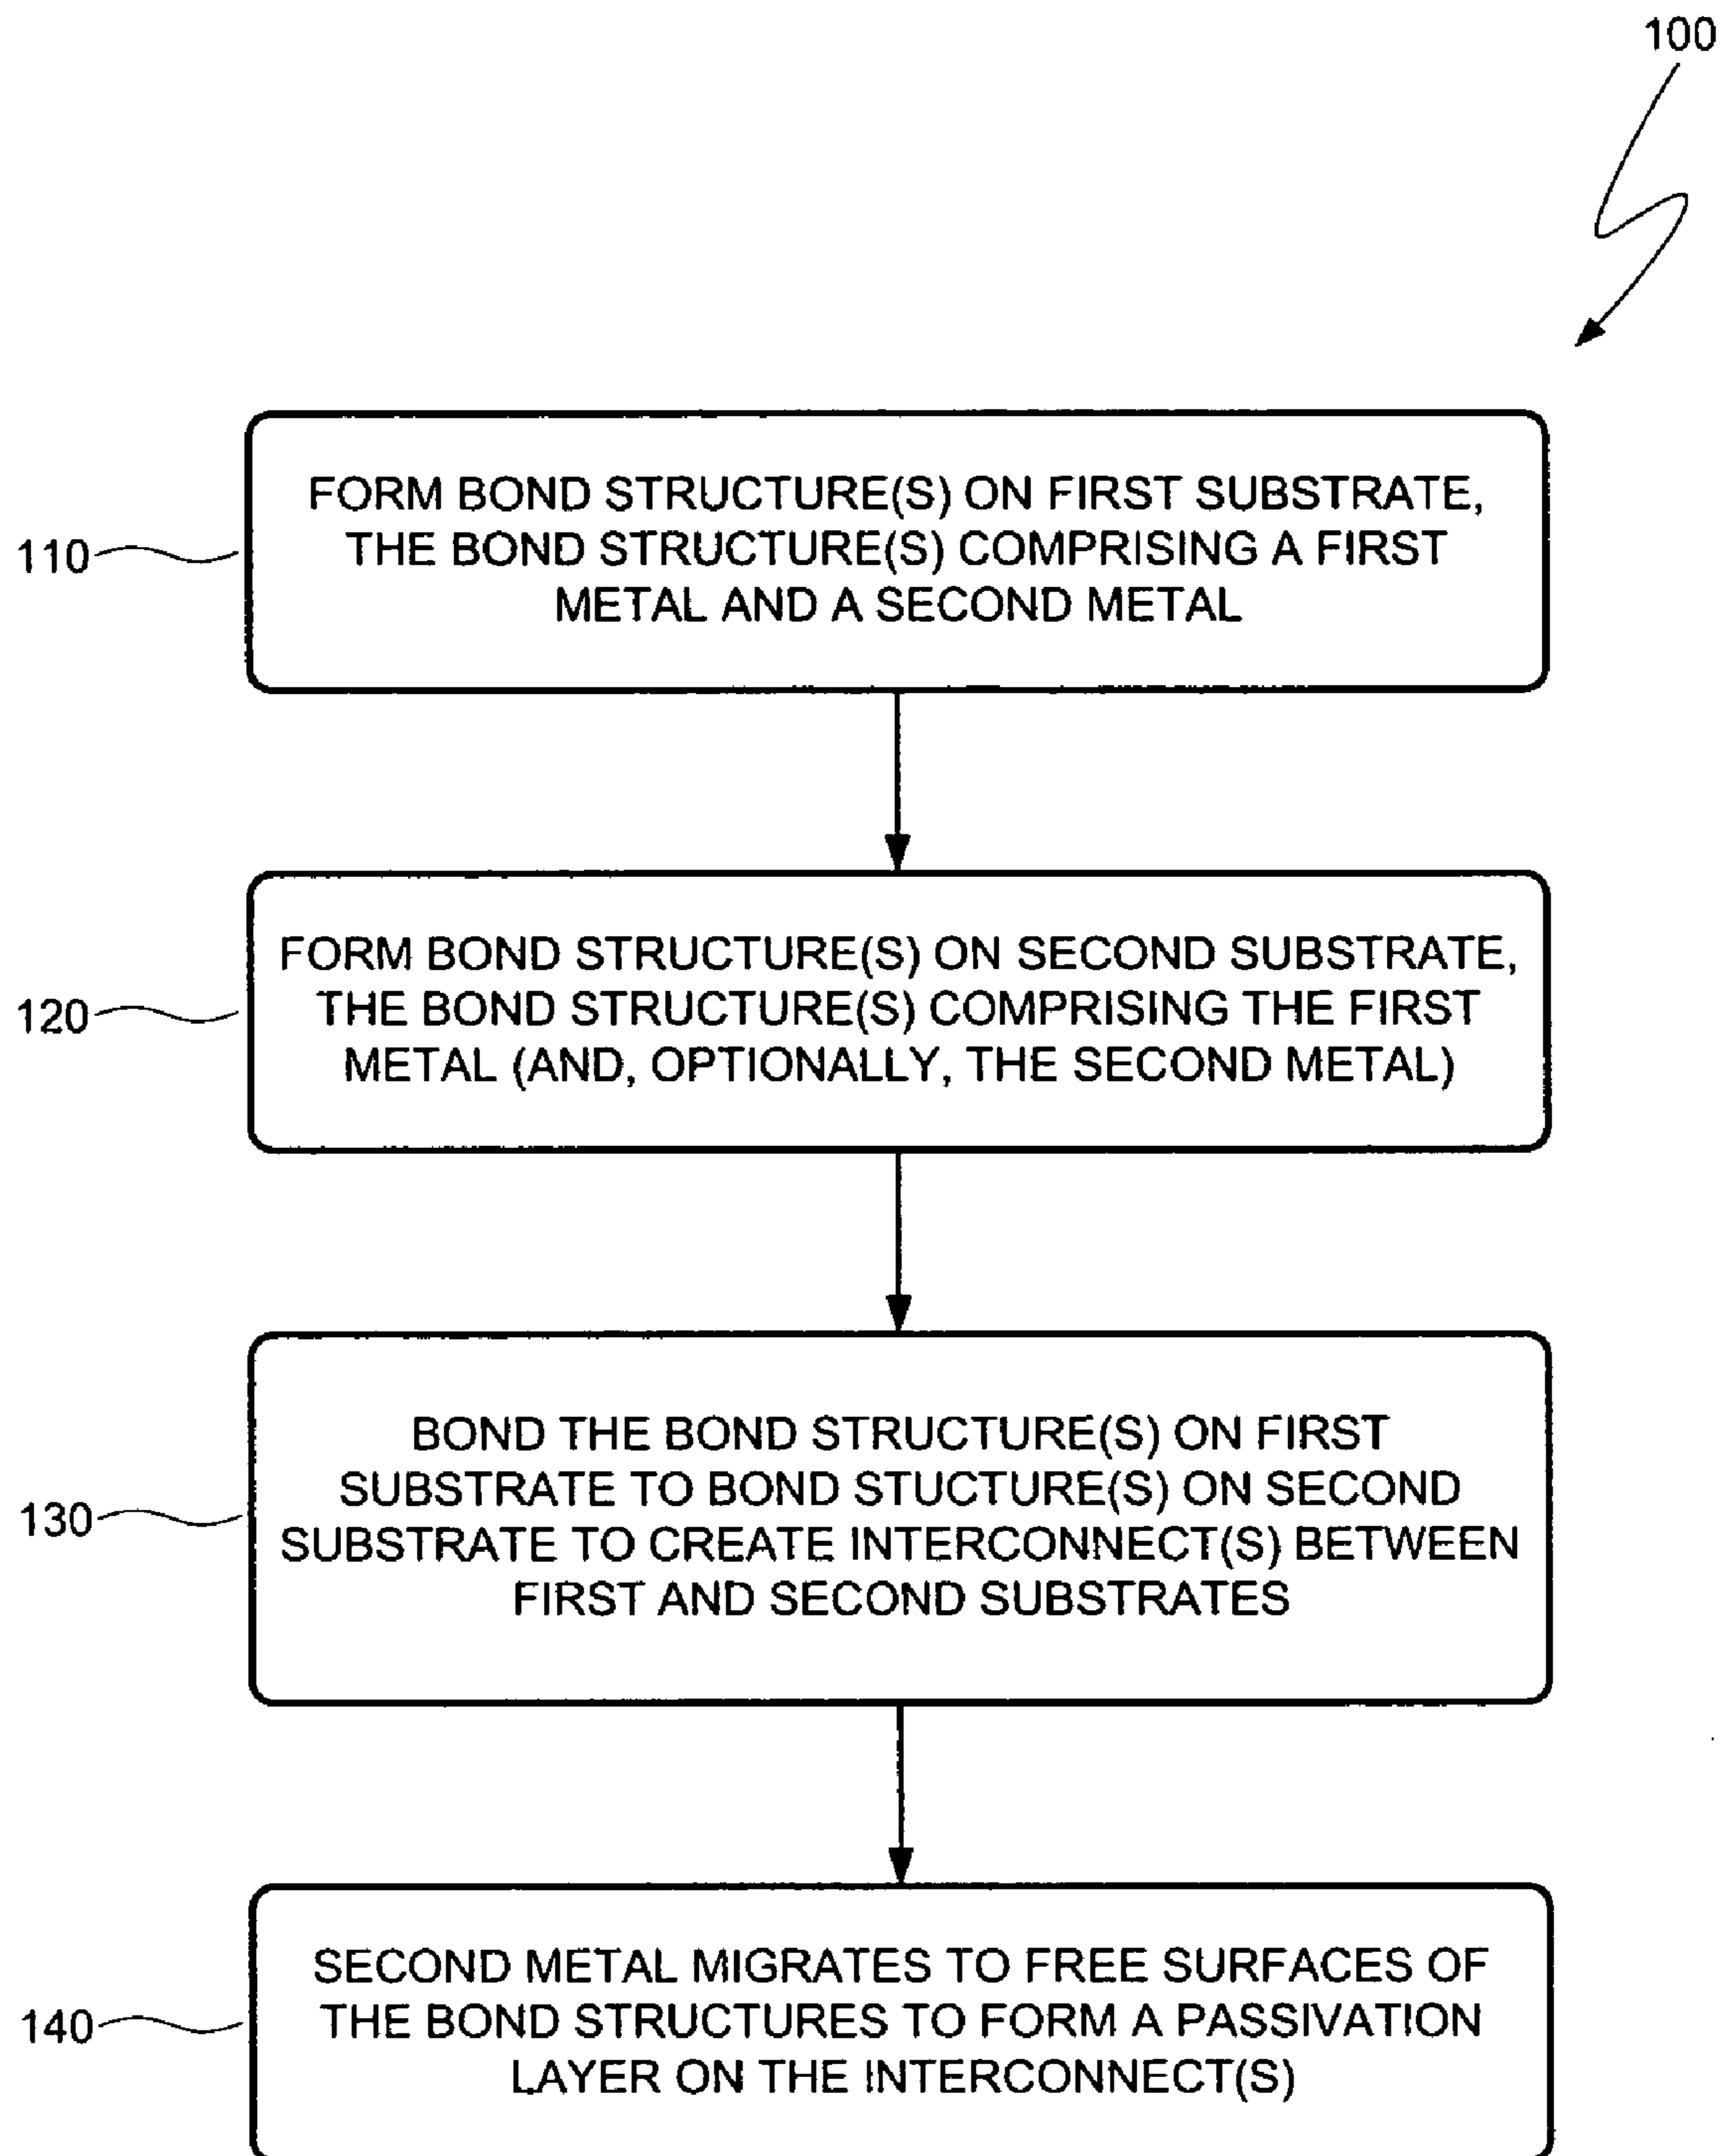 100
FORM BOND STRUCTURE(S) ON FIRST SUBSTRATE,
THE BOND STRUCTURE(S) COMPRISING A FIRST
METAL AND A SECOND METAL
110
FORM BOND STRUCTURE(S) ON SECOND SUBSTRATE,
THE BOND STRUCTURE(S) COMPRISING THE FIRST
METAL (AND, OPTIONALLY, THE SECOND METAL)
120
BOND THE BOND STRUCTURE(S) ON FIRST
SUBSTRATE TO BOND STUCTURE(S) ON SECOND
SUBSTRATE TO CREATE INTERCONNECT(S) BETWEEN
FIRST AND SECOND SUBSTRATES
130
SECOND METAL MIGRATES TO FREE SURFACES OF
THE BOND STRUCTURES TO FORM A PASSIVATION
LAYER ON THE INTERCONNECT(S)
140